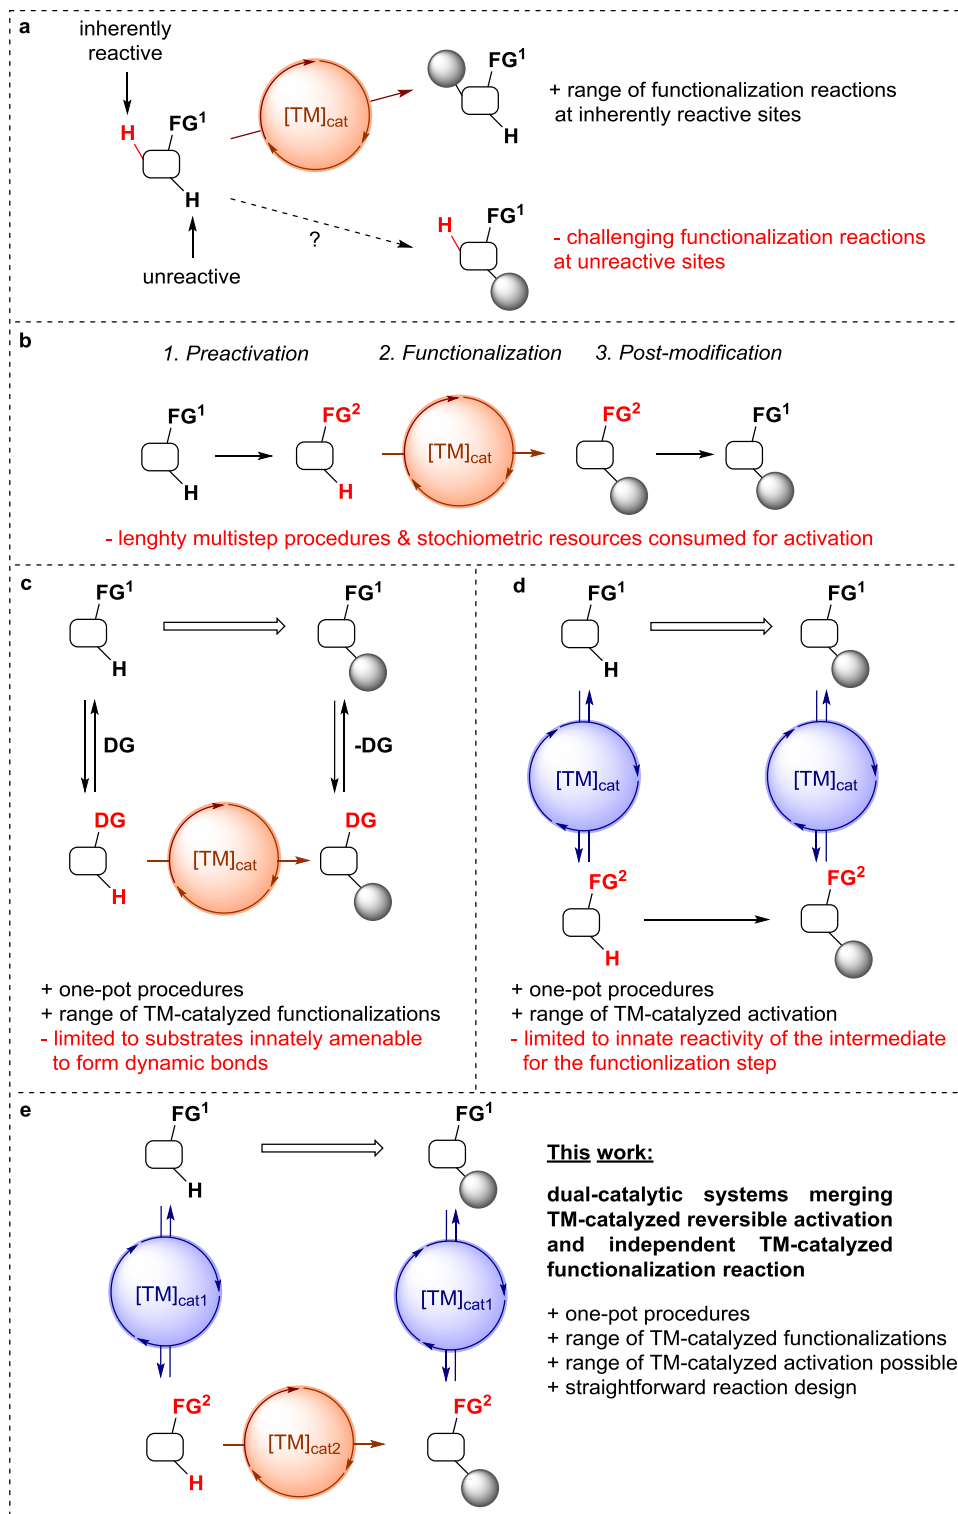 a
inherently
reactive
H
FG¹
H
unreactive
[TM]cat
?
FG¹
H
+ range of functionalization reactions
at inherently reactive sites
H
FG¹
- challenging functionalization reactions
at unreactive sites
b
1. Preactivation
2. Functionalization
3. Post-modification
FG¹
H
FG²
H
[TM]cat
FG²
FG¹
- lenghty multistep procedures & stochiometric resources consumed for activation
c
FG¹
H
FG¹
DG
-DG
DG
H
[TM]cat
DG
+ one-pot procedures
+ range of TM-catalyzed functionalizations
- limited to substrates innately amenable
to form dynamic bonds
d
FG¹
H
FG¹
[TM]cat
[TM]cat
FG²
H
FG²
+ one-pot procedures
+ range of TM-catalyzed activation
- limited to innate reactivity of the intermediate
for the functionlization step
e
FG¹
H
FG¹
[TM]cat1
[TM]cat1
FG²
H
[TM]cat2
FG²
This work:
dual-catalytic systems merging
TM-catalyzed reversible activation
and independent TM-catalyzed
functionalization reaction
+ one-pot procedures
+ range of TM-catalyzed functionalizations
+ range of TM-catalyzed activation possible
+ straightforward reaction design